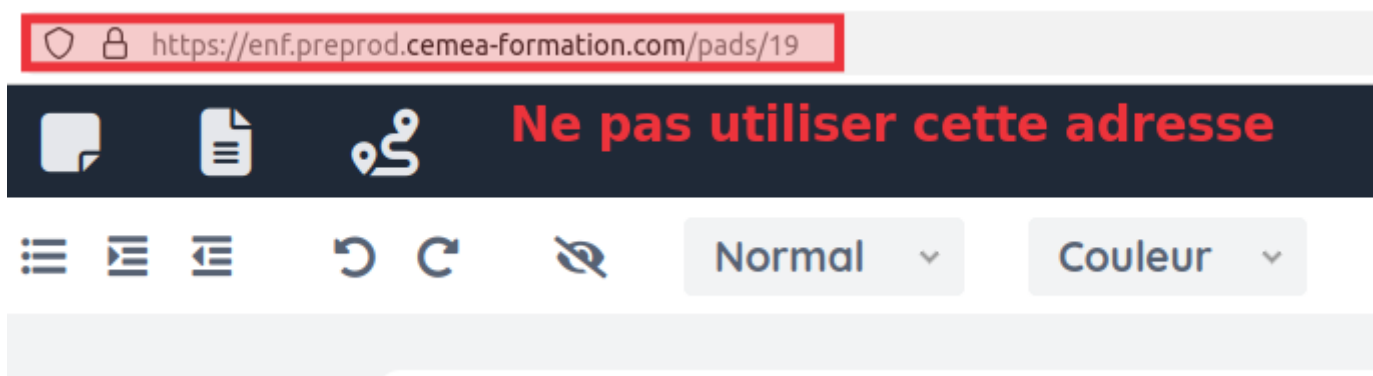 https://enf.preprod.cemea-formation.com/pads/19
Ne pas utiliser cette adresse
Normal Couleur